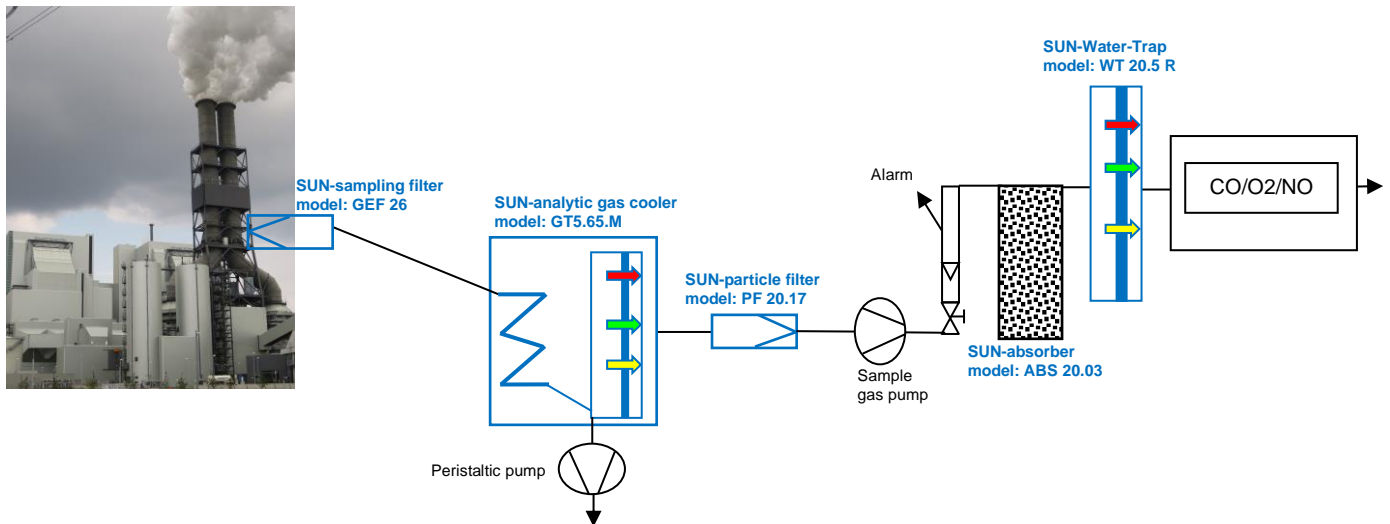 SUN-Water-Trap
model: WT 20.5 R
CO/O2/NO
Alarm
SUN-sampling filter
model: GEF 26
SUN-analytic gas cooler
model: GT5.65.M
SUN-particle filter
model: PF 20.17
SUN-absorber
model: ABS 20.03
Sample
gas pump
Peristaltic pump